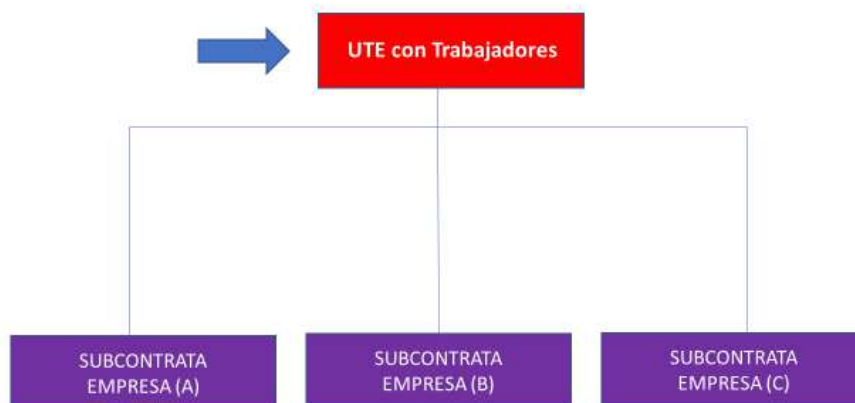 UTE con Trabajadores
SUBCONTRATA
EMPRESA (A)
SUBCONTRATA
EMPRESA (B)
SUBCONTRATA
EMPRESA (C)